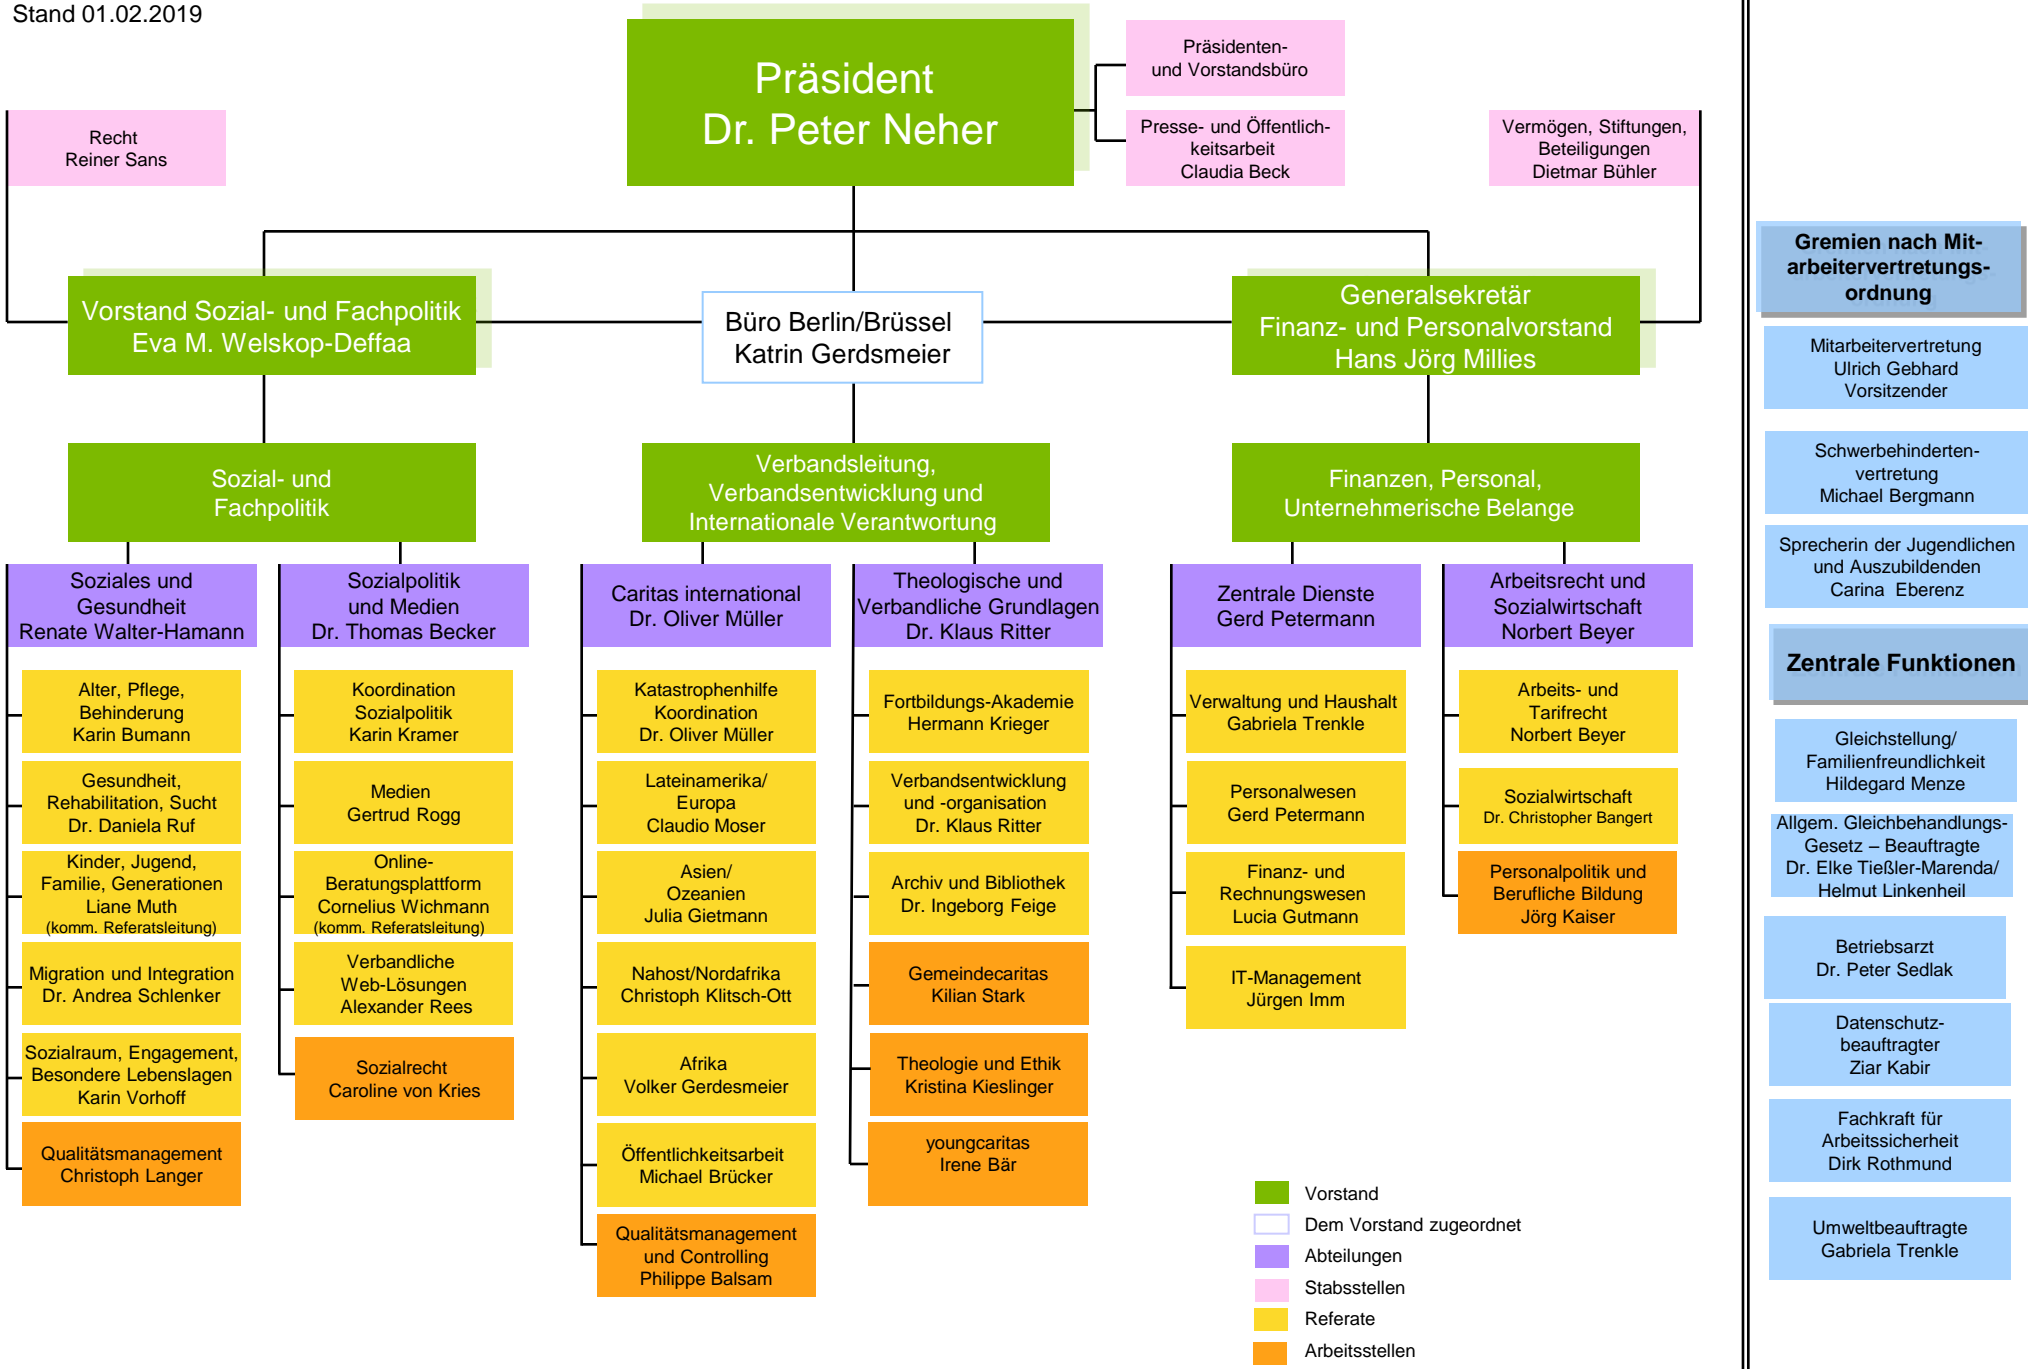 Stand 01.02.2019
Präsident
Dr. Peter Neher
Präsidenten-
und Vorstandsbüro
Presse- und Öffentlich-
keitsarbeit
Claudia Beck
Recht
Reiner Sans
Vermögen, Stiftungen,
Beteiligungen
Dietmar Bühler
Vorstand Sozial- und Fachpolitik
Eva M. Welskop-Deffaa
Büro Berlin/Brüssel
Katrin Gerdsmeier
Generalsekretär
Finanz- und Personalvorstand
Hans Jörg Millies
Sozial- und
Fachpolitik
Verbandsleitung,
Verbandsentwicklung und
Internationale Verantwortung
Finanzen, Personal,
Unternehmerische Belange
Soziales und
Gesundheit
Renate Walter-Hamann
Alter, Pflege,
Behinderung
Karin Bumann
Gesundheit,
Rehabilitation, Sucht
Dr. Daniela Ruf
Kinder, Jugend,
Familie, Generationen
Liane Muth
(komm. Referatsleitung)
Migration und Integration
Dr. Andrea Schlenker
Sozialraum, Engagement,
Besondere Lebenslagen
Karin Vorhoff
Qualitätsmanagement
Christoph Langer
Sozialpolitik
und Medien
Dr. Thomas Becker
Koordination
Sozialpolitik
Karin Kramer
Medien
Gertrud Rogg
Online-
Beratungsplattform
Cornelius Wichmann
(komm. Referatsleitung)
Verbandliche
Web-Lösungen
Alexander Rees
Sozialrecht
Caroline von Kries
Caritas international
Dr. Oliver Müller
Katastrophenhilfe
Koordination
Dr. Oliver Müller
Lateinamerika/
Europa
Claudio Moser
Asien/
Ozeanien
Julia Gietmann
Nahost/Nordafrika
Christoph Klitsch-Ott
Afrika
Volker Gerdesmeier
Öffentlichkeitsarbeit
Michael Brücker
Qualitätsmanagement
und Controlling
Philippe Balsam
Theologische und
Verbandliche Grundlagen
Dr. Klaus Ritter
Fortbildungs-Akademie
Hermann Krieger
Verbandsentwicklung
und -organisation
Dr. Klaus Ritter
Archiv und Bibliothek
Dr. Ingeborg Feige
Gemeindecaritas
Kilian Stark
Theologie und Ethik
Kristina Kieslinger
youngcaritas
Irene Bär
Zentrale Dienste
Gerd Petermann
Verwaltung und Haushalt
Gabriela Trenkle
Personalwesen
Gerd Petermann
Finanz- und
Rechnungswesen
Lucia Gutmann
IT-Management
Jürgen Imm
Arbeitsrecht und
Sozialwirtschaft
Norbert Beyer
Arbeits- und
Tarifrecht
Norbert Beyer
Sozialwirtschaft
Dr. Christopher Bangert
Personalpolitik und
Berufliche Bildung
Jörg Kaiser
Vorstand
Dem Vorstand zugeordnet
Abteilungen
Stabsstellen
Referate
Arbeitsstellen
Gremien nach Mit-
arbeitervertretungs-
ordnung
Mitarbeitervertretung
Ulrich Gebhard
Vorsitzender
Schwerbehinderten-
vertretung
Michael Bergmann
Sprecherin der Jugendlichen
und Auszubildenden
Carina Eberenz
Zentrale Funktionen
Gleichstellung/
Familienfreundlichkeit
Hildegard Menze
Allgem. Gleichbehandlungs-
Gesetz – Beauftragte
Dr. Elke Tießler-Marenda/
Helmut Linkenheil
Betriebsarzt
Dr. Peter Sedlak
Datenschutz-
beauftragter
Ziar Kabir
Fachkraft für
Arbeitssicherheit
Dirk Rothmund
Umweltbeauftragte
Gabriela Trenkle